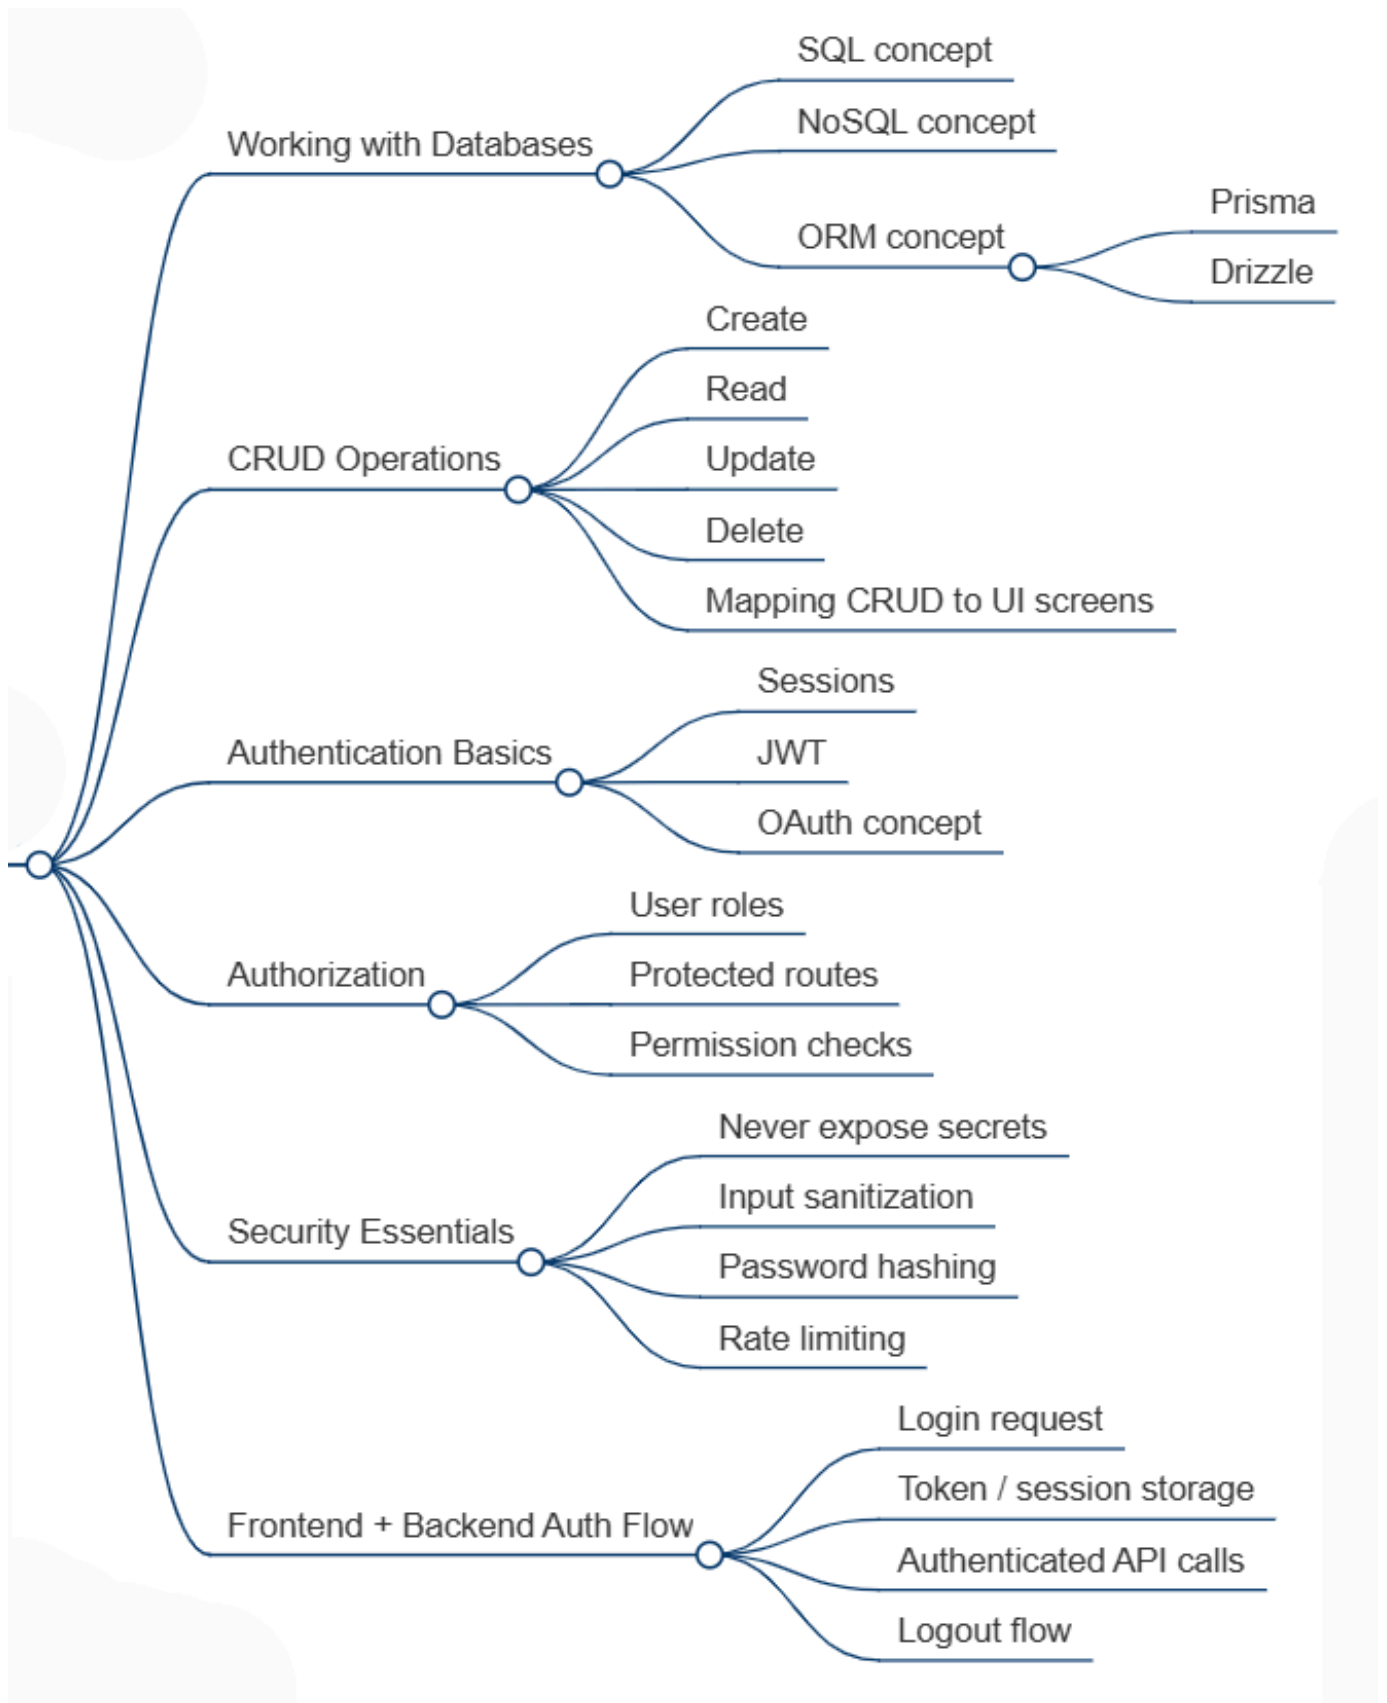 Working with Databases
SQL concept
NoSQL concept
ORM concept
Prisma
Drizzle
CRUD Operations
Create
Read
Update
Delete
Mapping CRUD to UI screens
Authentication Basics
Sessions
JWT
OAuth concept
Authorization
User roles
Protected routes
Permission checks
Security Essentials
Never expose secrets
Input sanitization
Password hashing
Rate limiting
Frontend + Backend Auth Flow
Login request
Token / session storage
Authenticated API calls
Logout flow